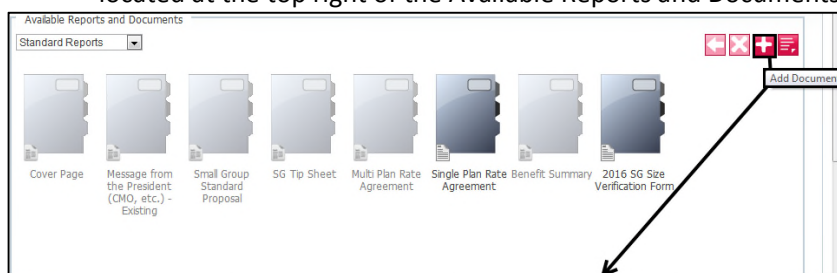 located at the top right of the Available Reports and Documents
Available Reports and Documents
Standard Reports
Add Documen
Cover Page
Message from
the President
(CMO, etc.) -
Existing
Small Group
Standard
Proposal
SG Tip Sheet
Multi Plan Rate
Agreement
Single Plan Rate
Agreement
Benefit Summary
2016 SG Size
Verification Form